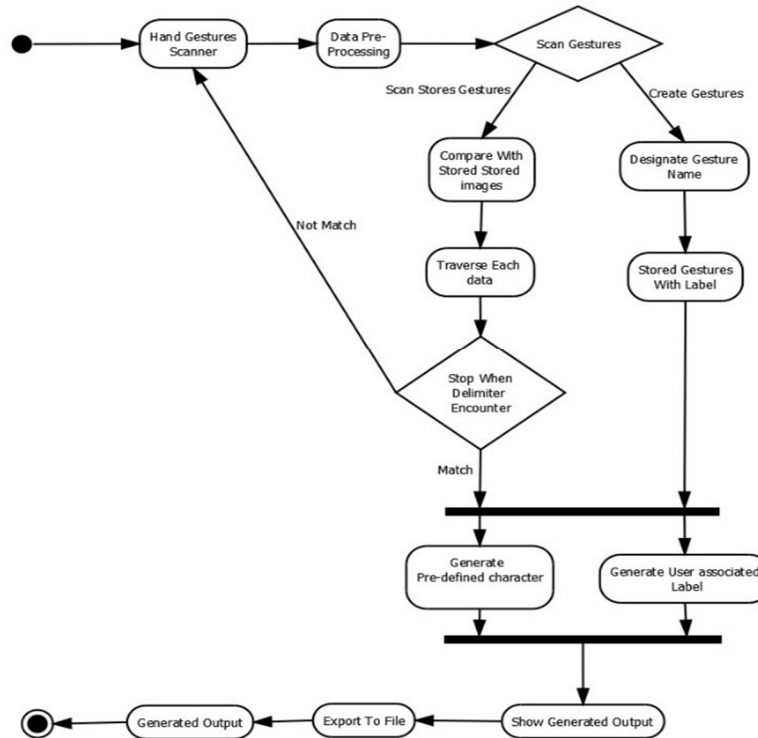 Hand Gestures
Scanner
Data Pre-
Processing
Scan Gestures
Scan Stores Gestures
Create Gestures
Compare With
Stored Stored
images
Designate Gesture
Name
Not Match
Traverse Each
data
Stored Gestures
With Label
Stop When
Delimiter
Encounter
Match
Generate
Pre-defined character
Generate User associated
Label
Generated Output
Export To File
Show Generated Output